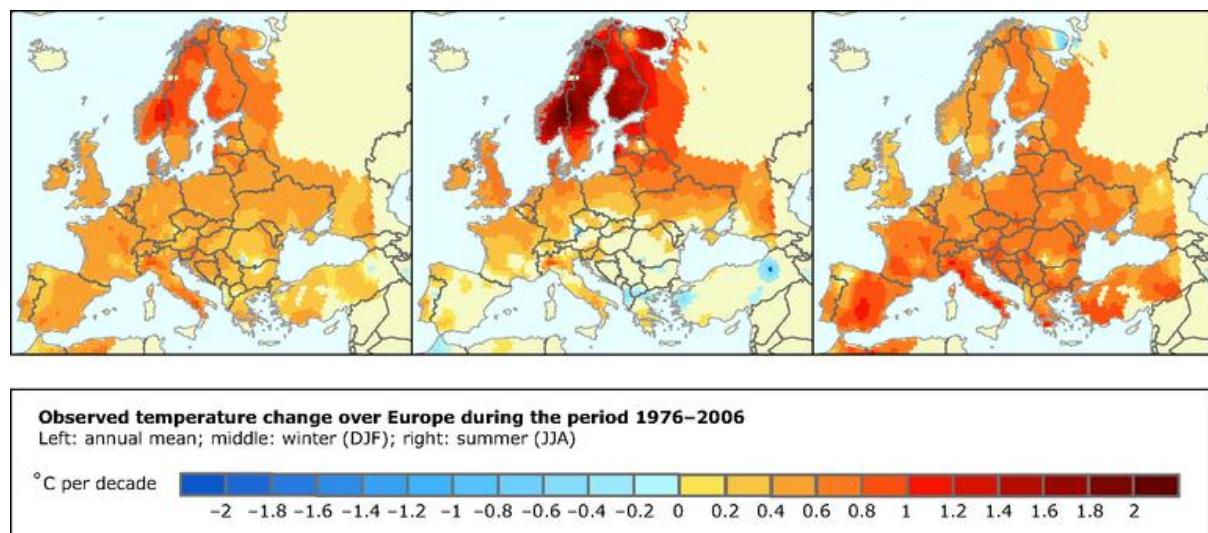 Observed temperature change over Europe during the period 1976–2006
Left: annual mean; middle: winter (DJF); right: summer (JJA)
°C per decade
−2 −1.8 −1.6 −1.4 −1.2 −1 −0.8 −0.6 −0.4 −0.2 0 0.2 0.4 0.6 0.8 1 1.2 1.4 1.6 1.8 2